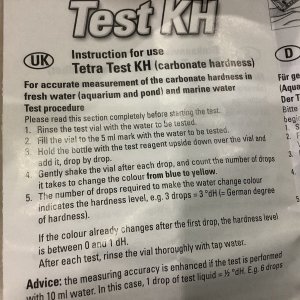 Test KH
UK
Instruction for use
Tetra Test KH (carbonate hardness)
For accurate measurement of the carbonate hardness in
fresh water (aquarium and pond) and marine water
Test procedure
Please read this section completely before starting the test.
1. Rinse the test vial with the water to be tested.
2. Fill the vial to the 5 ml mark with the water to be tested.
3. Hold the bottle with the test reagent upside down over the vial and
add it, drop by drop.
4. Gently shake the vial after each drop, and count the number of drops
it takes to change the colour from blue to yellow.
5. The number of drops required to make the water change colour
indicates the hardness level, e.g. 3 drops = 3°dH (= German degree
of hardness).
If the colour already changes after the first drop, the hardness level
is between 0 and 1 dH.
After each test, rinse the vial thoroughly with tap water.
Advice: the measuring accuracy is enhanced if the test is performed
with 10 ml water. In this case, 1 drop of test liquid = ½ °dH. E.g. 6 drops
D
Für ge
(Aqua
Der T
Bitte